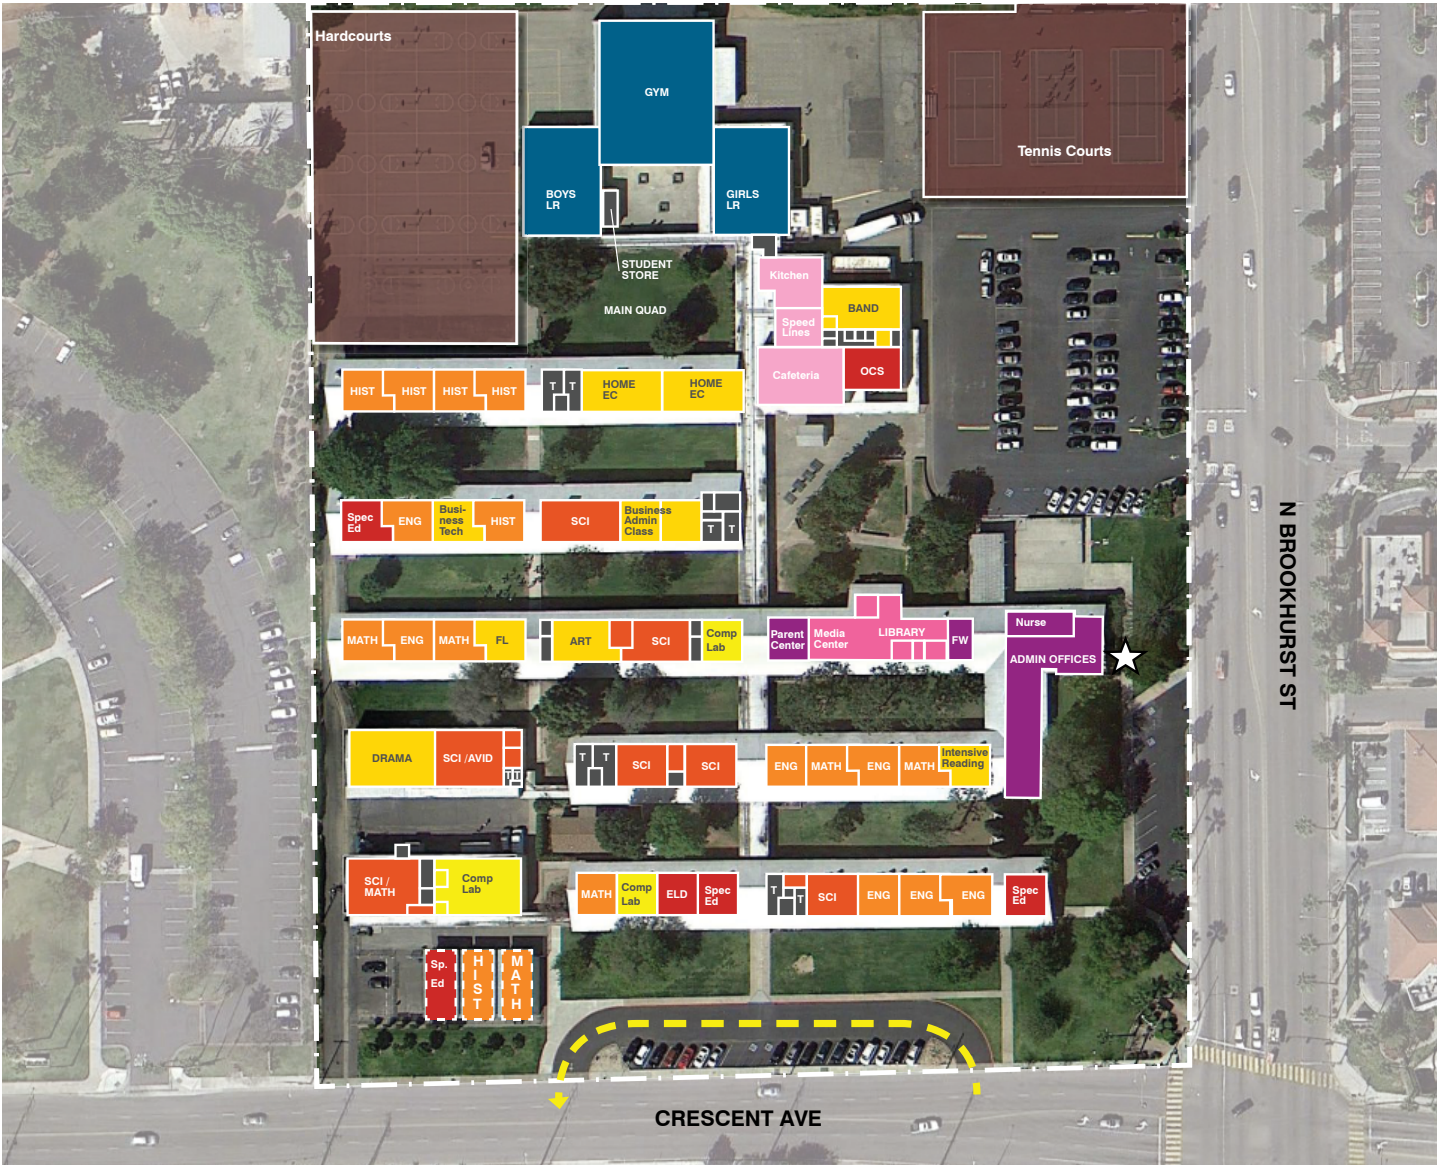 Hardcourts
GYM
Tennis Courts
BOYS
LR
GIRLS
LR
STUDENT
STORE
MAIN QUAD
Kitchen
BAND
Speed
Lines
Cafeteria
OCS
HIST
HIST
HIST
HIST
T
T
HOME
EC
HOME
EC
Spec
Ed
ENG
Busi-
ness
Tech
HIST
SCI
Business
Admin
Class
T
T
MATH
ENG
MATH
FL
ART
SCI
Comp
Lab
Parent
Center
Media
Center
LIBRARY
FW
Nurse
ADMIN OFFICES
N BROOKHURST ST
DRAMA
SCI /AVID
T
T
T
T
SCI
SCI
ENG
MATH
ENG
MATH
Intensive
Reading
SCI /
MATH
Comp
Lab
MATH
Comp
Lab
ELD
Spec
Ed
T
T
SCI
ENG
ENG
ENG
Spec
Ed
Sp.
Ed
HIST
MATH
CRESCENT AVE